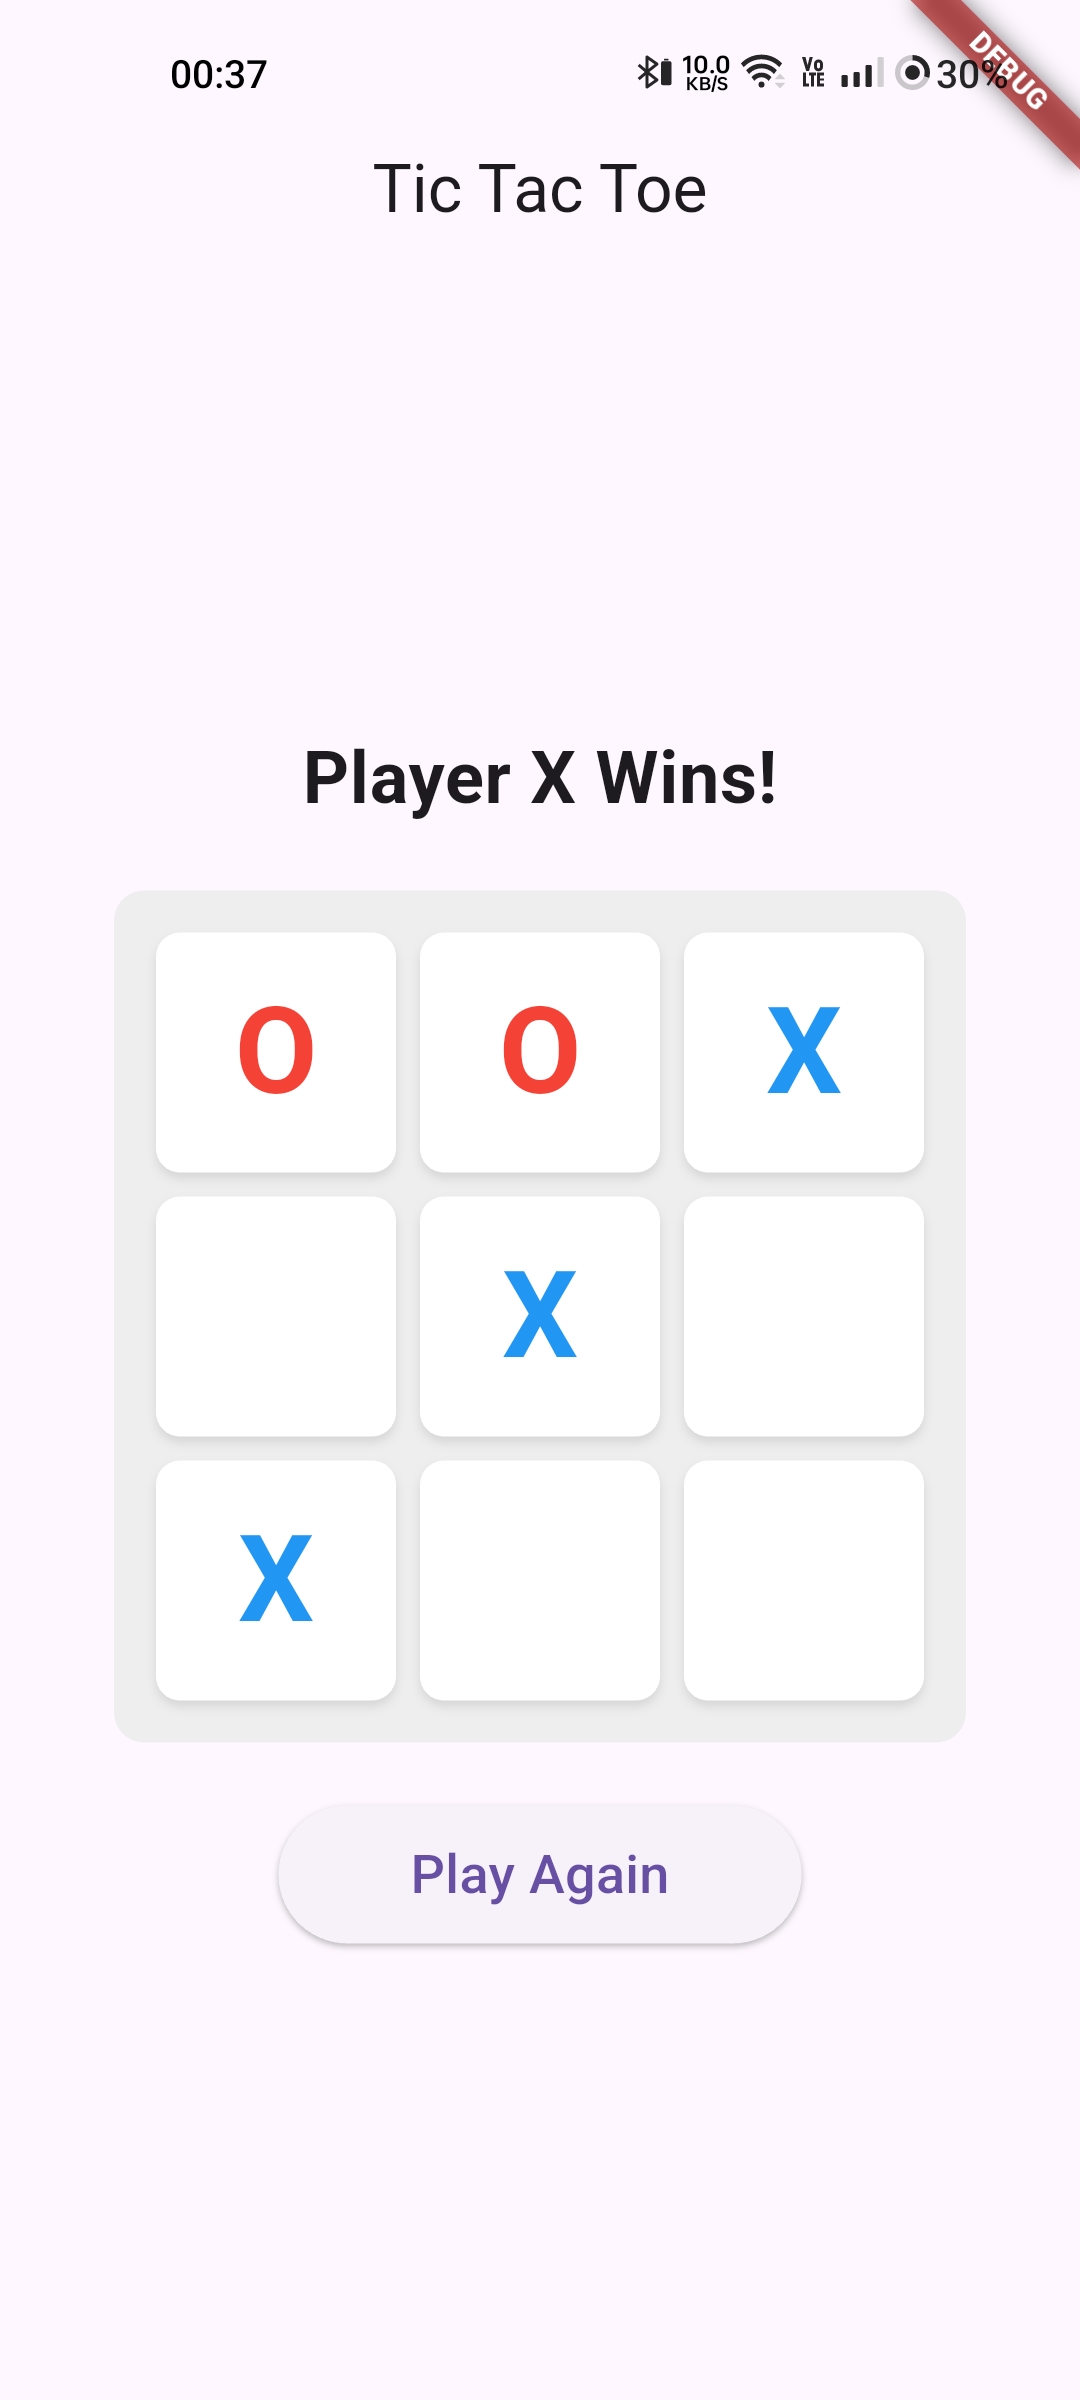 00:37 10.0 KB/S Vo LTE 30%
DEBUG
Tic Tac Toe
Player X Wins!
O O X
X
X
Play Again